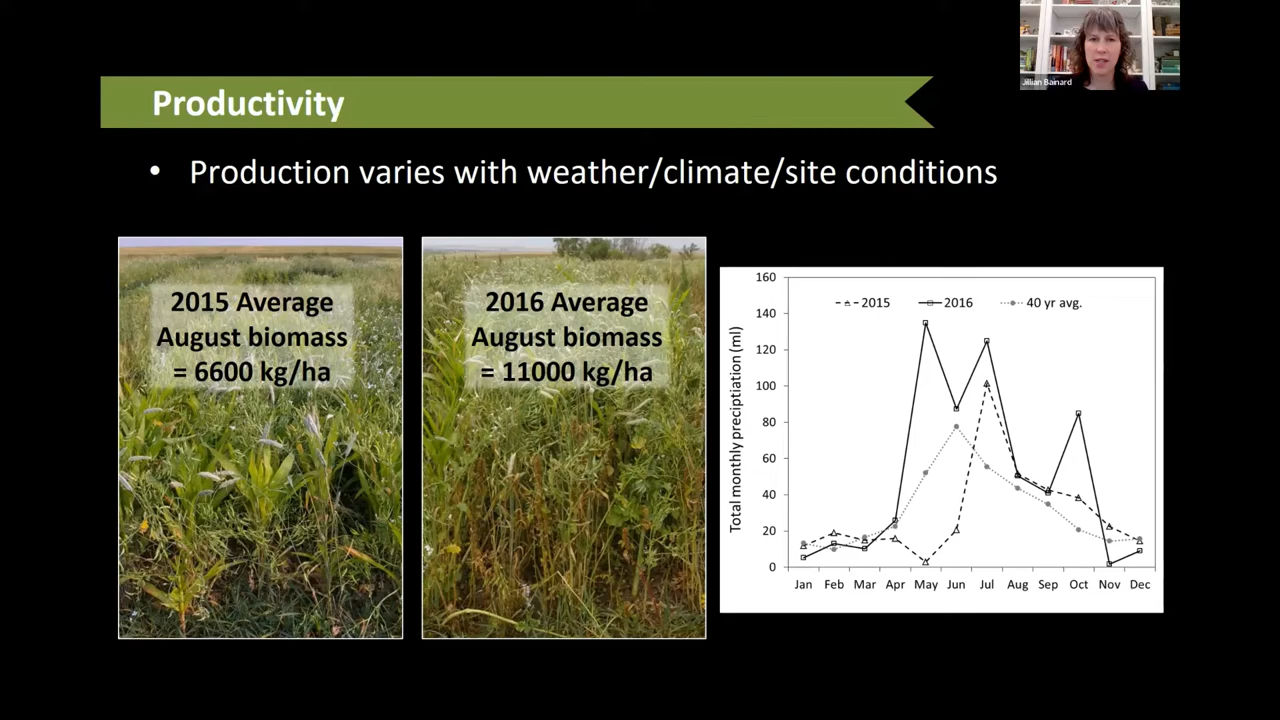 Jillian Bainard
Productivity
• Production varies with weather/climate/site conditions
2015 Average
August biomass
= 6600 kg/ha
2016 Average
August biomass
= 11000 kg/ha
Total monthly preciptiation (ml)
160
140
120
100
80
60
40
20
0
2015 2016 40 yr avg.
Jan Feb Mar Apr May Jun Jul Aug Sep Oct Nov Dec